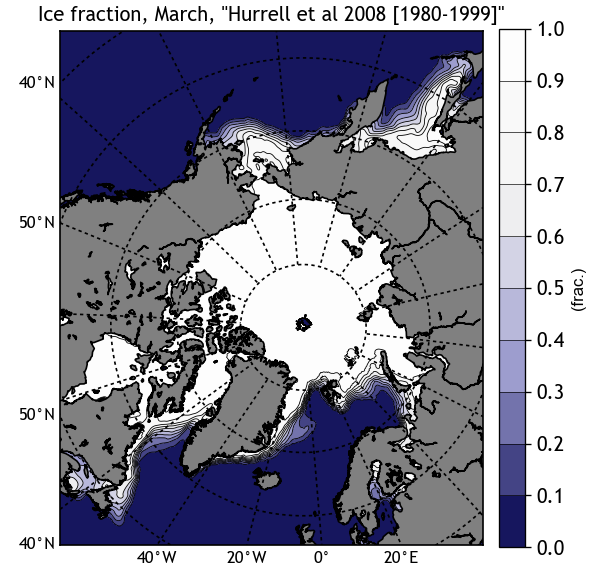 Ice fraction, March, "Hurrell et al 2008 [1980-1999]"
40°N
50°N
50°N
40°N
40°W
20°W
0°
20°E
1.0
0.9
0.8
0.7
0.6
0.5
0.4
0.3
0.2
0.1
0.0
(frac.)